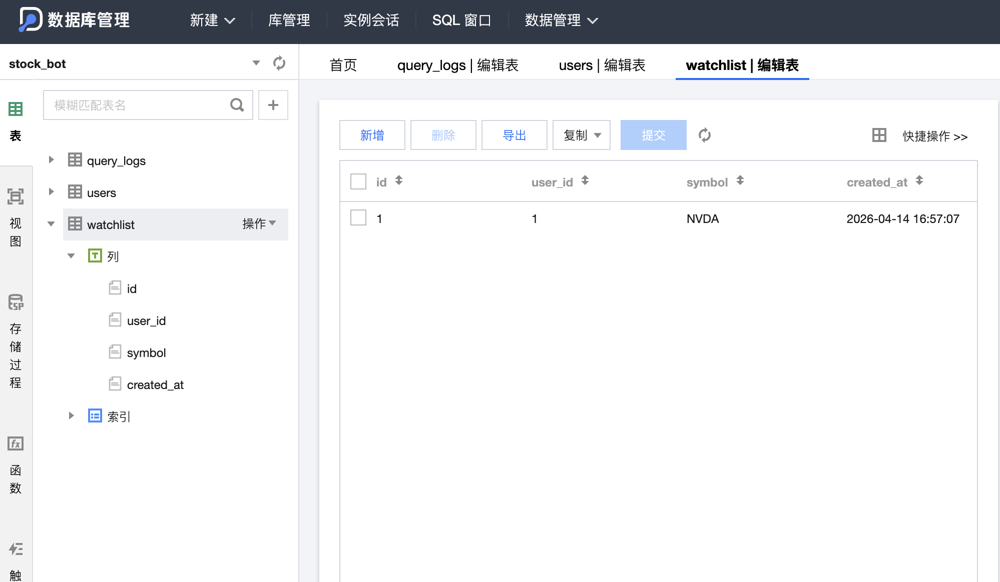 数据库管理
新建
库管理
实例会话
SQL 窗口
数据管理
stock_bot
首页
query_logs | 编辑表
users | 编辑表
watchlist | 编辑表
模糊匹配表名
+
表
视图
SP
存储过程
fx
函数
触
query_logs
users
watchlist
操作
T 列
id
user_id
symbol
created_at
索引
新增
删除
导出
复制
提交
快捷操作 >>
id user_id symbol created_at
1 1 NVDA 2026-04-14 16:57:07